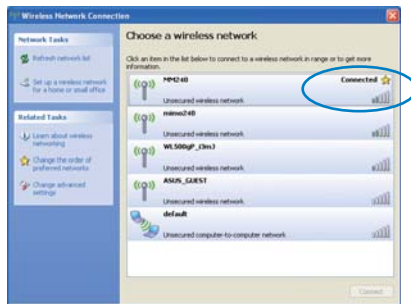 Wireless Network Connection
Network Tasks
Refresh network list
Set up a wireless network
for a home or small office
Related Tasks
Learn about wireless
networking
Change the order of
preferred networks
Change advanced
settings
Choose a wireless network
Click an item in the list below to connect to a wireless network in range or to get more
information.
MM240
Connected
Unsecured wireless network
mimo240
Unsecured wireless network
WL500gP_i3m3
Unsecured wireless network
ASUS_GUEST
Unsecured wireless network
default
Unsecured computer-to-computer network
Connect